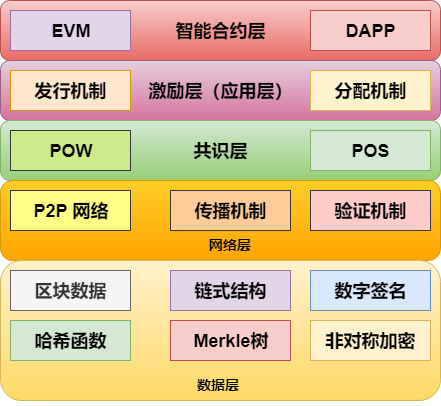 EVM 智能合约层 DAPP
发行机制 激励层（应用层） 分配机制
POW 共识层 POS
P2P 网络 传播机制 验证机制
网络层
区块数据 链式结构 数字签名
哈希函数 Merkle树 非对称加密
数据层